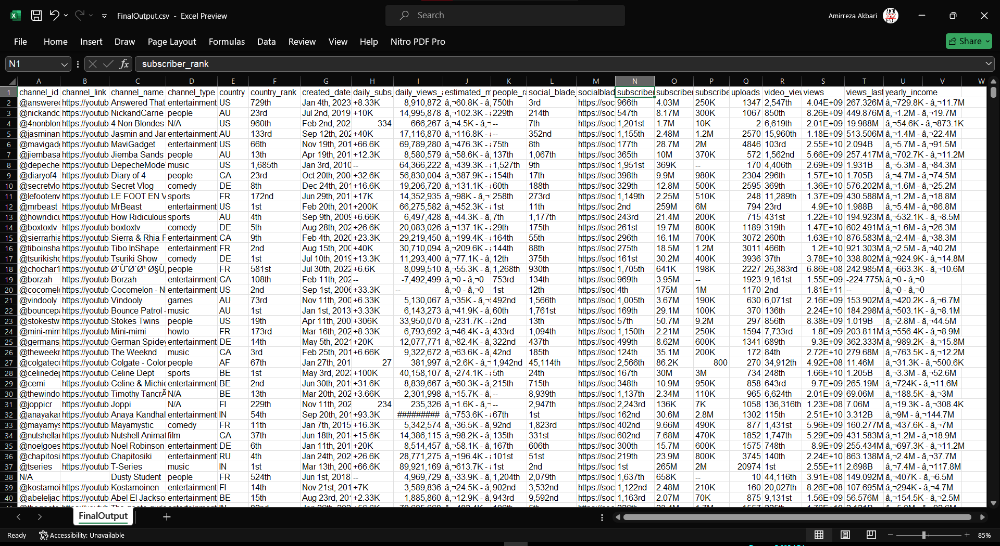 FinalOutput.csv - Excel Preview
Search
Amirreza Akbari
File Home Insert Draw Page Layout Formulas Data Review View Help Nitro PDF Pro
Share
N1 fx subscriber_rank
A B C D E F G H I J K L M N O P Q R S T U V W
1 channel_id channel_link channel_name channel_type country country_rank created_date daily_subs_ daily_views_a estimated_m people_ra social_blade_ socialblad subscriber subscriber subscribe uploads video_view views views_last yearly_income
2 @answered https://youtub Answered That entertainment US 729th Jan 4th, 2023 +8.33K 8,910,872 â‚¬60.8K - â‚ 750th 3rd https://soc 966th 4.03M 250K 1347 2,547th 4.04E+09 267.326M â‚¬729.8K - â‚¬11.7M
3 @nickandc https://youtub NickandCarrie people AU 23rd Jul 2nd, 2019 +10K 14,995,878 â‚¬102.3K - 229th 214th https://soc 547th 8.17M 300K 1067 850th 8.26E+09 449.876M â‚¬1.2M - â‚¬19.7M
4 @4nonblon https://youtub 4 Non Blondes N/A US 960th Feb 2nd, 202 334 666,267 â‚¬4.5K - â‚¬ -- 7th https://soc 1,201st 1.7M 10K 2 6,619th 2.01E+09 19.988M â‚¬54.6K - â‚¬873.1K
5 @jasminan https://youtub Jasmin and Jar entertainment AU 133rd Sep 12th, 202 +40K 17,116,870 â‚¬116.8K - -- 352nd https://soc 1,155th 2.48M 1.2M 2570 15,960th 1.18E+09 513.506M â‚¬1.4M - â‚¬22.4M
6 @mavigadg https://youtub MaviGadget entertainment US 66th Nov 19th, 201 +66.6K 69,789,280 â‚¬476.3K - 75th 8th https://soc 177th 28.7M 2M 4846 103rd 2.55E+10 2.094B â‚¬5.7M - â‚¬91.5M
7 @jiembasa https://youtub Jiemba Sands people AU 13th Apr 19th, 201 +12.3K 8,580,579 â‚¬58.6K - â 137th 1,067th https://soc 365th 10M 370K 572 1,562nd 5.66E+09 257.417M â‚¬702.7K - â‚¬11.2M
8 @depeche https://youtub DepecheMode music US 1,685th Jan 3rd, 2010 -- 64,366,222 â‚¬439.3K - 1,527th 9th https://soc 1,951st 369K -- 170 4,406th 2.69E+09 1.931B â‚¬5.3M - â‚¬84.3M
9 @diaryof4 https://youtub Diary of 4 people CA 23rd Oct 20th, 200 +32.6K 56,830,004 â‚¬387.9K - 154th 17th https://soc 398th 9.9M 980K 2304 296th 1.57E+10 1.705B â‚¬4.7M - â‚¬74.5M
10 @secretvlo https://youtub Secret Vlog comedy DE 8th Dec 24th, 201 +16.6K 19,206,720 â‚¬131.1K - 60th 188th https://soc 329th 12.8M 500K 2595 369th 1.36E+10 576.202M â‚¬1.6M - â‚¬25.2M
11 @lefootenv https://youtub LE FOOT EN V sports FR 172nd Jun 29th, 201 +17K 14,352,935 â‚¬98K - â‚¬ 258th 273rd https://soc 1,149th 2.25M 510K 248 11,289th 1.37E+09 430.588M â‚¬1.2M - â‚¬18.8M
12 @mrbeast https://youtub MrBeast entertainment US 1st Feb 20th, 201 +200K 66,275,582 â‚¬452.3K - 1st 11th https://soc 2nd 259M 6M 794 23rd 4.9E+10 1.988B â‚¬5.4M - â‚¬86.8M
13 @howridicu https://youtub How Ridiculous sports AU 4th Sep 9th, 2009 +6.66K 6,497,428 â‚¬44.3K - â‚ 7th 1,177th https://soc 243rd 21.4M 200K 715 431st 1.22E+10 194.923M â‚¬532.1K - â‚¬8.5M
14 @boxtoxtv https://youtub boxtoxtv comedy DE 5th Aug 28th, 202 +26.6K 20,083,026 â‚¬137.1K - 29th 175th https://soc 261st 19.7M 800K 1189 319th 1.47E+10 602.491M â‚¬1.6M - â‚¬26.3M
15 @sierrarhia https://youtub Sierra & Rhia F entertainment CA 9th Feb 4th, 2020 +23.3K 29,219,450 â‚¬199.4K - 164th 55th https://soc 296th 16.1M 700K 3072 260th 1.63E+10 876.583M â‚¬2.4M - â‚¬38.3M
16 @tiboinsha https://youtub Tibo InShape entertainment FR 2nd Aug 15th, 200 +40K 30,710,094 â‚¬209.6K - 144th 88th https://soc 275th 18.5M 1.2M 3011 466th 1.2E+10 921.303M â‚¬2.5M - â‚¬40.2M
17 @tsurikisho https://youtub Tsuriki Show comedy DE 1st Jul 10th, 2019 +13.3K 11,293,400 â‚¬77.1K - â‚ 12th 375th https://soc 161st 30.2M 400K 3936 37th 3.78E+10 338.802M â‚¬924.9K - â‚¬14.8M
18 @chochar1 https://youtub people FR 581st Jul 30th, 2022 +6.6K 8,099,510 â‚¬55.3K - â‚ 1,268th 930th https://soc 1,705th 641K 198K 2227 26,383rd 6.86E+08 242.985M â‚¬663.3K - â‚¬10.6M
19 @borzah https://youtub Borzah entertainment CA 108th Feb 11th, 202 -- -7,492,499 â‚¬0 - â‚¬0 753rd 134th https://soc 969th 3.95M -- 1923 9,161st 1.55E+09 -224.775M â‚¬0 - â‚¬0
20 @cocomelo https://youtub Cocomelon - N entertainment US 2nd Sep 1st, 2006 +33.3K -- â‚¬0 - â‚¬0 1st 12th https://soc 4th 175M 1M 1170 2nd 1.81E+11 -- â‚¬0 - â‚¬0
21 @vindooly https://youtub Vindooly games AU 73rd Nov 11th, 200 +6.33K 5,130,067 â‚¬35K - â‚¬ 492nd 1,566th https://soc 1,005th 3.67M 190K 630 6,071st 2.16E+09 153.902M â‚¬420.2K - â‚¬6.7M
22 @bouncepa https://youtub Bounce Patrol - music AU 1st Jan 1st, 2013 +3.33K 6,143,273 â‚¬41.9K - â‚ 60th 1,761st https://soc 169th 29.1M 100K 370 136th 2.24E+10 184.298M â‚¬503.1K - â‚¬8.1M
23 @stokestw https://youtub Stokes Twins people US 19th Apr 11th, 200 +306K 33,950,070 â‚¬231.7K - 2nd 13th https://soc 57th 50.7M 9.2M 297 856th 8.38E+09 1.019B â‚¬2.8M - â‚¬44.5M
24 @mini-mim https://youtub Mini-mimi howto FR 173rd Mar 16th, 202 +8.33K 6,793,692 â‚¬46.4K - â‚ 433rd 1,094th https://soc 1,150th 2.21M 250K 1594 7,733rd 1.8E+09 203.811M â‚¬556.4K - â‚¬8.9M
25 @germans https://youtub German Spidey entertainment DE 14th May 5th, 2021 +20K 12,077,771 â‚¬82.4K - â‚ 322nd 437th https://soc 499th 8.62M 600K 1341 689th 9.3E+09 362.333M â‚¬989.2K - â‚¬15.8M
26 @theweekn https://youtub The Weeknd music CA 3rd Feb 25th, 201 +6.66K 9,322,672 â‚¬63.6K - â‚ 42nd 185th https://soc 124th 35.1M 200K 172 84th 2.72E+10 279.68M â‚¬763.5K - â‚¬12.2M
27 @colgatecc https://youtub Colgate - Color people AF 67th Jan 27th, 201 27 381,997 â‚¬2.6K - â‚¬ 1,942nd 45,114th https://soc 2,566th 86.2K 800 270 34,912th 4.92E+08 11.46M â‚¬31.3K - â‚¬500.6K
28 @celinedep https://youtub Celine Dept sports BE 1st May 3rd, 2023 +100K 40,158,107 â‚¬274.1K - 5th 24th https://soc 167th 30M 3M 734 248th 1.66E+10 1.205B â‚¬3.3M - â‚¬52.6M
29 @cemi https://youtub Celine & Michie entertainment BE 2nd Jun 30th, 201 +31.6K 8,839,667 â‚¬60.3K - â‚ 215th 715th https://soc 348th 10.9M 950K 858 643rd 9.7E+09 265.19M â‚¬724K - â‚¬11.6M
30 @thewindo https://youtub Timothy TancrÃ N/A BE 13th Mar 20th, 202 +3.66K 2,301,998 â‚¬15.7K - â‚ -- 8,939th https://soc 1,137th 2.34M 110K 965 6,624th 2.01E+09 69.06M â‚¬188.5K - â‚¬3M
31 @joppicr https://youtub Joppi N/A FI 229th Nov 11th, 202 234 235,326 â‚¬1.6K - â‚¬ -- 2,947th https://soc 2,243rd 136K 7K 1058 136,316th 1.23E+08 7.06M â‚¬19.3K - â‚¬308.4K
32 @anayakar https://youtub Anaya Kandhal entertainment IN 54th Sep 20th, 201 +93.3K ######### â‚¬753.6K - 67th 1st https://soc 162nd 30.6M 2.8M 1302 115th 2.51E+10 3.312B â‚¬9M - â‚¬144.7M
33 @mayamys https://youtub Mayamystic comedy FR 11th Jan 7th, 2015 +16.3K 5,342,574 â‚¬36.5K - â‚ 92nd 1,823rd https://soc 402nd 9.66M 490K 877 1,431st 5.96E+09 160.277M â‚¬437.6K - â‚¬7M
34 @nutshellar https://youtub Nutshell Animat film CA 37th Jun 18th, 201 +15.6K 14,386,115 â‚¬98.2K - â‚ 135th 331st https://soc 602nd 7.68M 470K 1852 1,747th 5.29E+09 431.583M â‚¬1.2M - â‚¬18.9M
35 @noelgoes https://youtub Noel Robinson entertainment DE 6th Jan 11th, 201 +20K 8,514,457 â‚¬58.1K - â‚ 167th 606th https://soc 300th 15.7M 600K 1575 748th 8.9E+09 255.434M â‚¬697.3K - â‚¬11.2M
36 @chapitosi https://youtub Chapitosiki entertainment RU 4th Jan 24th, 202 +26.6K 28,771,275 â‚¬196.4K - 101st 51st https://soc 219th 23.9M 800K 3745 140th 2.24E+10 863.138M â‚¬2.4M - â‚¬37.7M
37 @tseries https://youtub T-Series music IN 1st Mar 13th, 200 +66.6K 89,921,169 â‚¬613.7K - 1st 2nd https://soc 1st 265M 2M 20974 1st 2.55E+11 2.698B â‚¬7.4M - â‚¬117.8M
38 N/A Dusty Student people FR 524th Jun 1st, 2018 -- 4,969,729 â‚¬33.9K - â‚ 1,204th 2,079th https://soc 1,637th 658K -- 10 44,116th 3.91E+08 149.092M â‚¬407K - â‚¬6.5M
39 @kostamoi https://youtub Kostamoinen entertainment FI 14th Nov 21st, 201 +7K 3,589,836 â‚¬24.5K - â‚ 902nd 3,532nd https://soc 1,122nd 2.48M 210K 160 20,027th 8.26E+08 107.695M â‚¬294K - â‚¬4.7M
40 @abeleljac https://youtub Abel El Jackso entertainment BE 15th Aug 23rd, 201 +2.33K 1,885,860 â‚¬12.9K - â‚ 943rd 9,592nd https://soc 1,163rd 2.07M 70K 875 9,131st 1.56E+09 56.576M â‚¬154.5K - â‚¬2.5M
FinalOutput
Ready Accessibility: Unavailable 85%